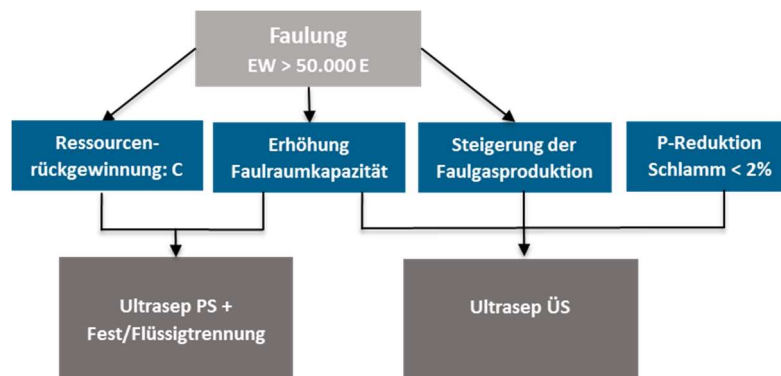 Faulung
EW > 50.000 E
Ressourcen-
rückgewinnung: C
Erhöhung
Faulraumkapazität
Steigerung der
Faulgasproduktion
P-Reduktion
Schlamm < 2%
Ultrasep PS +
Fest/Flüssigtrennung
Ultrasep ÜS